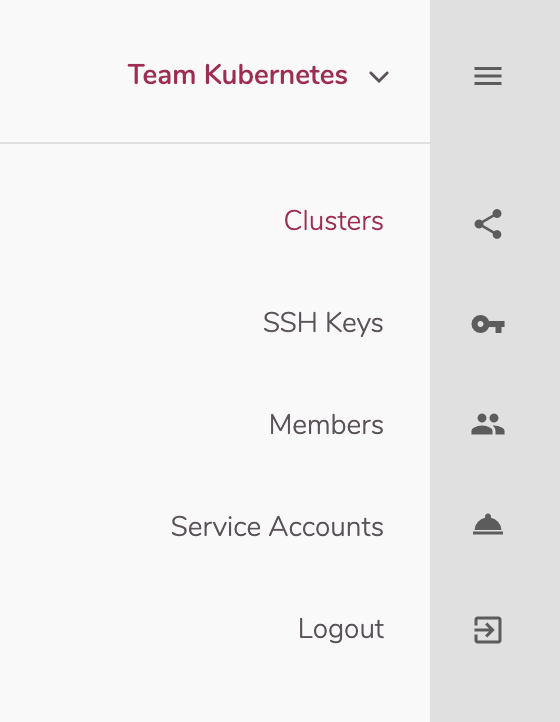 Team Kubernetes
Clusters
SSH Keys
Members
Service Accounts
Logout